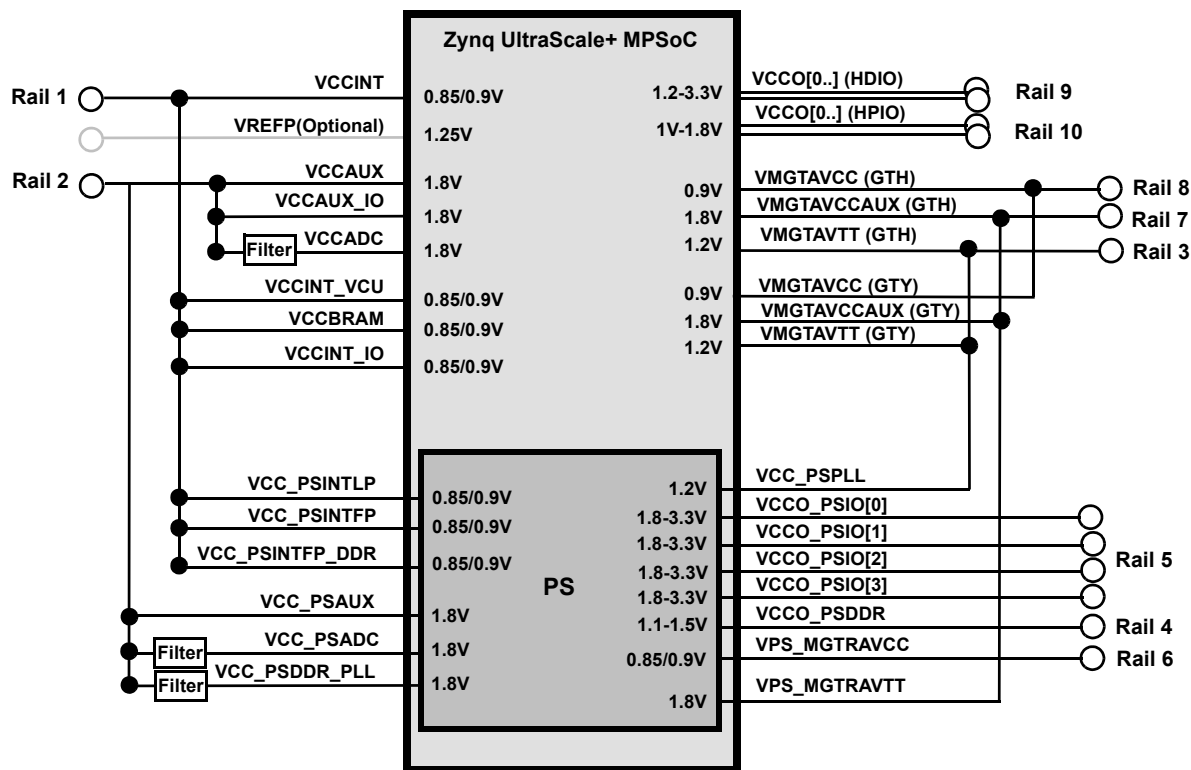 Zynq UltraScale+ MPSoC
Rail 1
VCCINT
0.85/0.9V
VREFP(Optional)
1.25V
Rail 2
VCCAUX
1.8V
VCCAUX_IO
1.8V
Filter
VCCADC
1.8V
VCCINT_VCU
0.85/0.9V
VCCBRAM
0.85/0.9V
VCCINT_IO
0.85/0.9V
VCC_PSINTLP
0.85/0.9V
VCC_PSINTFP
0.85/0.9V
VCC_PSINTFP_DDR
0.85/0.9V
VCC_PSAUX
1.8V
Filter
VCC_PSADC
1.8V
Filter
VCC_PSDDR_PLL
1.8V
PS
1.2-3.3V
VCCO[0..] (HDIO)
Rail 9
1V-1.8V
VCCO[0..] (HPIO)
Rail 10
0.9V
VMGTAVCC (GTH)
Rail 8
1.8V
VMGTAVCCAUX (GTH)
Rail 7
1.2V
VMGTAVTT (GTH)
Rail 3
0.9V
VMGTAVCC (GTY)
1.8V
VMGTAVCCAUX (GTY)
1.2V
VMGTAVTT (GTY)
1.2V
VCC_PSPLL
1.8-3.3V
VCCO_PSIO[0]
1.8-3.3V
VCCO_PSIO[1]
1.8-3.3V
VCCO_PSIO[2]
Rail 5
1.8-3.3V
VCCO_PSIO[3]
1.1-1.5V
VCCO_PSDDR
Rail 4
0.85/0.9V
VPS_MGTRAVCC
Rail 6
1.8V
VPS_MGTRAVTT